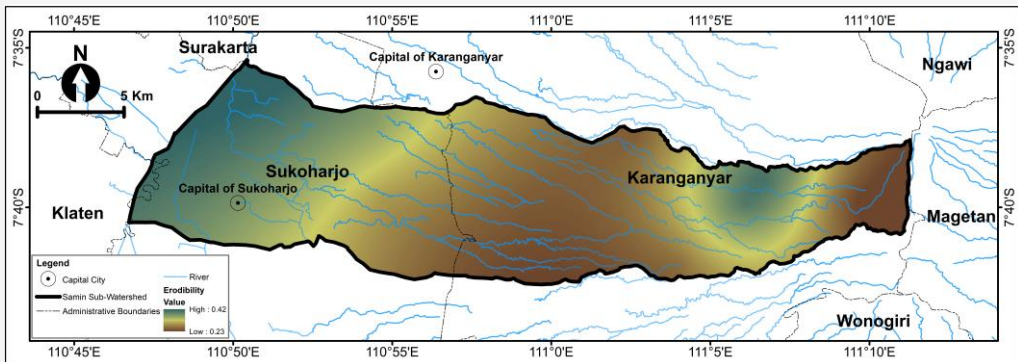 110°45'E 110°50'E 110°55'E 111°0'E 111°5'E 111°10'E
7°35'S
7°35'S
N
0 5 Km
Surakarta
Capital of Karanganyar
Ngawi
Sukoharjo
Capital of Sukoharjo
Karanganyar
7°40'S
7°40'S
Klaten
Magetan
Wonogiri
Legend
Capital City
Samin Sub-Watershed
Administrative Boundaries
River
Erodibility
Value
High : 0.42
Low : 0.23
110°45'E 110°50'E 110°55'E 111°0'E 111°5'E 111°10'E